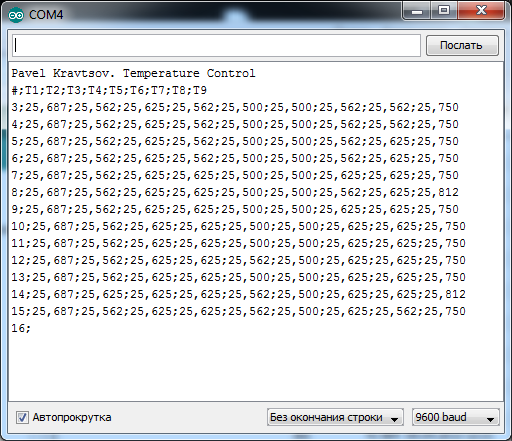 COM4
Послать
Pavel Kravtsov. Temperature Control
#;T1;T2;T3;T4;T5;T6;T7;T8;T9
3;25,687;25,562;25,625;25,562;25,500;25,500;25,562;25,562;25,750
4;25,687;25,562;25,625;25,562;25,500;25,500;25,562;25,562;25,750
5;25,687;25,562;25,625;25,562;25,500;25,500;25,562;25,625;25,750
6;25,687;25,562;25,625;25,562;25,500;25,500;25,562;25,625;25,750
7;25,687;25,562;25,625;25,625;25,500;25,500;25,562;25,625;25,750
8;25,687;25,562;25,625;25,625;25,500;25,562;25,562;25,625;25,812
9;25,687;25,562;25,625;25,625;25,500;25,500;25,625;25,625;25,750
10;25,687;25,562;25,625;25,625;25,500;25,500;25,625;25,625;25,750
11;25,687;25,562;25,625;25,625;25,500;25,500;25,625;25,625;25,750
12;25,687;25,562;25,625;25,625;25,562;25,500;25,625;25,562;25,750
13;25,687;25,562;25,625;25,625;25,500;25,500;25,625;25,625;25,750
14;25,687;25,625;25,625;25,625;25,562;25,500;25,625;25,625;25,812
15;25,687;25,562;25,625;25,625;25,562;25,500;25,625;25,562;25,750
16;
Автопрокрутка
Без окончания строки
9600 baud